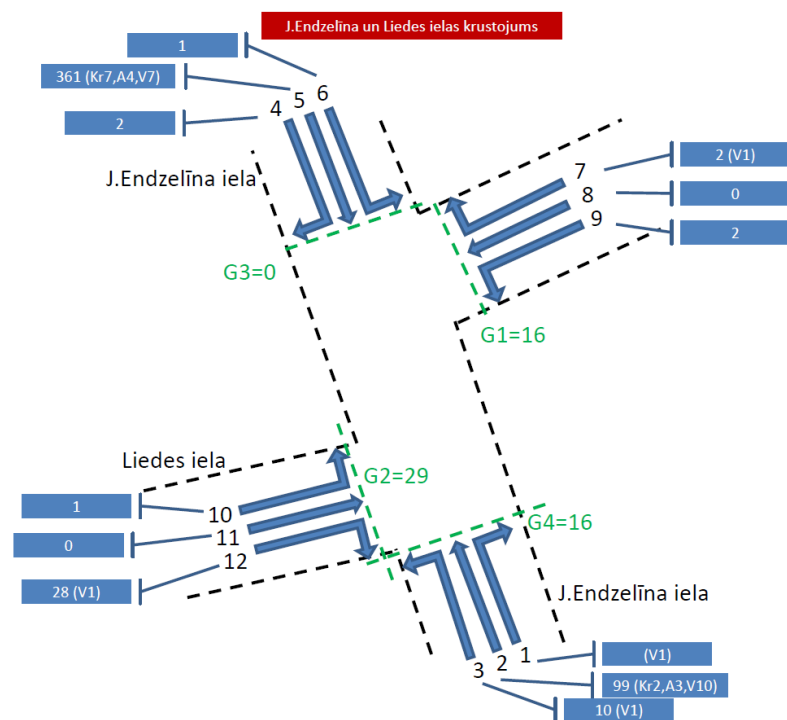 J.Endzelīna un Liedes ielas krustojums
1
361 (Kr7,A4,V7)
2
4
5
6
J.Endzelīna iela
7
8
9
2 (V1)
0
2
G3=0
G1=16
Liedes iela
G2=29
G4=16
1
0
28 (V1)
10
11
12
J.Endzelīna iela
3
2
1
(V1)
99 (Kr2,A3,V10)
10 (V1)